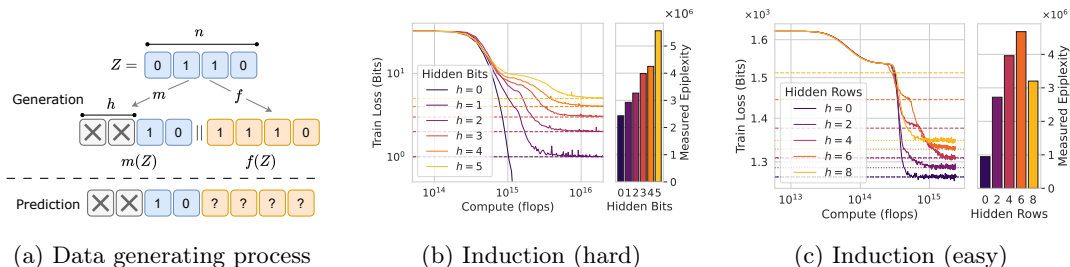 n
Z =
0 1 1 0
Generation
m
f
h
1 0 || 1 1 1 0
m(Z)
f(Z)
Prediction
1 0 ? ? ? ?
(a) Data generating process
Train Loss (Bits)
10¹
10⁰
Hidden Bits
h = 0
h = 1
h = 2
h = 3
h = 4
h = 5
10¹⁴ 10¹⁵ 10¹⁶
Compute (flops)
×10⁶
0 1 2 3 4 5
Measured Epiplexity
012345
Hidden Bits
(b) Induction (hard)
×10³
Train Loss (Bits)
1.6
1.5
1.4
1.3
Hidden Rows
h = 0
h = 2
h = 4
h = 6
h = 8
10¹³ 10¹⁴ 10¹⁵
Compute (flops)
×10⁶
0 1 2 3 4
Measured Epiplexity
0 2 4 6 8
Hidden Rows
(c) Induction (easy)